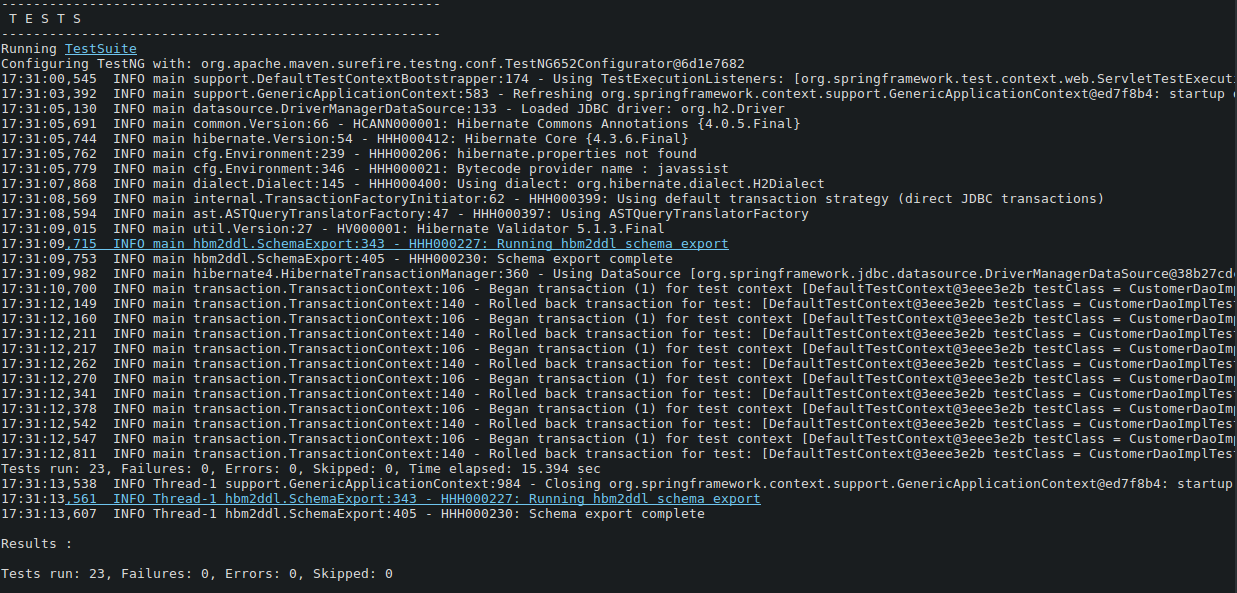 -------------------------------------------------------
 T E S T S
-------------------------------------------------------
Running TestSuite
Configuring TestNG with: org.apache.maven.surefire.testng.conf.TestNG652Configurator@6d1e7682
17:31:00,545  INFO main support.DefaultTestContextBootstrapper:174 - Using TestExecutionListeners: [org.springframework.test.context.web.ServletTestExecut
17:31:03,392  INFO main support.GenericApplicationContext:583 - Refreshing org.springframework.context.support.GenericApplicationContext@ed7f8b4: startup
17:31:05,130  INFO main datasource.DriverManagerDataSource:133 - Loaded JDBC driver: org.h2.Driver
17:31:05,691  INFO main common.Version:66 - HCANN000001: Hibernate Commons Annotations {4.0.5.Final}
17:31:05,744  INFO main hibernate.Version:54 - HHH000412: Hibernate Core {4.3.6.Final}
17:31:05,762  INFO main cfg.Environment:239 - HHH000206: hibernate.properties not found
17:31:05,779  INFO main cfg.Environment:346 - HHH000021: Bytecode provider name : javassist
17:31:07,868  INFO main dialect.Dialect:145 - HHH000400: Using dialect: org.hibernate.dialect.H2Dialect
17:31:08,569  INFO main internal.TransactionFactoryInitiator:62 - HHH000399: Using default transaction strategy (direct JDBC transactions)
17:31:08,594  INFO main ast.ASTQueryTranslatorFactory:47 - HHH000397: Using ASTQueryTranslatorFactory
17:31:09,015  INFO main util.Version:27 - HV000001: Hibernate Validator 5.1.3.Final
17:31:09,715  INFO main hbm2ddl.SchemaExport:343 - HHH000227: Running hbm2ddl schema export
17:31:09,753  INFO main hbm2ddl.SchemaExport:405 - HHH000230: Schema export complete
17:31:09,982  INFO main hibernate4.HibernateTransactionManager:360 - Using DataSource [org.springframework.jdbc.datasource.DriverManagerDataSource@38b27cd
17:31:10,700  INFO main transaction.TransactionContext:106 - Began transaction (1) for test context [DefaultTestContext@3eee3e2b testClass = CustomerDaoIm
17:31:12,149  INFO main transaction.TransactionContext:140 - Rolled back transaction for test: [DefaultTestContext@3eee3e2b testClass = CustomerDaoImplTes
17:31:12,160  INFO main transaction.TransactionContext:106 - Began transaction (1) for test context [DefaultTestContext@3eee3e2b testClass = CustomerDaoIm
17:31:12,211  INFO main transaction.TransactionContext:140 - Rolled back transaction for test: [DefaultTestContext@3eee3e2b testClass = CustomerDaoImplTes
17:31:12,217  INFO main transaction.TransactionContext:106 - Began transaction (1) for test context [DefaultTestContext@3eee3e2b testClass = CustomerDaoIm
17:31:12,262  INFO main transaction.TransactionContext:140 - Rolled back transaction for test: [DefaultTestContext@3eee3e2b testClass = CustomerDaoImplTes
17:31:12,270  INFO main transaction.TransactionContext:106 - Began transaction (1) for test context [DefaultTestContext@3eee3e2b testClass = CustomerDaoIm
17:31:12,341  INFO main transaction.TransactionContext:140 - Rolled back transaction for test: [DefaultTestContext@3eee3e2b testClass = CustomerDaoImplTes
17:31:12,378  INFO main transaction.TransactionContext:106 - Began transaction (1) for test context [DefaultTestContext@3eee3e2b testClass = CustomerDaoIm
17:31:12,542  INFO main transaction.TransactionContext:140 - Rolled back transaction for test: [DefaultTestContext@3eee3e2b testClass = CustomerDaoImplTes
17:31:12,547  INFO main transaction.TransactionContext:106 - Began transaction (1) for test context [DefaultTestContext@3eee3e2b testClass = CustomerDaoIm
17:31:12,811  INFO main transaction.TransactionContext:140 - Rolled back transaction for test: [DefaultTestContext@3eee3e2b testClass = CustomerDaoImplTes
Tests run: 23, Failures: 0, Errors: 0, Skipped: 0, Time elapsed: 15.394 sec
17:31:13,538  INFO Thread-1 support.GenericApplicationContext:984 - Closing org.springframework.context.support.GenericApplicationContext@ed7f8b4: startup
17:31:13,561  INFO Thread-1 hbm2ddl.SchemaExport:343 - HHH000227: Running hbm2ddl schema export
17:31:13,607  INFO Thread-1 hbm2ddl.SchemaExport:405 - HHH000230: Schema export complete
Results :
Tests run: 23, Failures: 0, Errors: 0, Skipped: 0